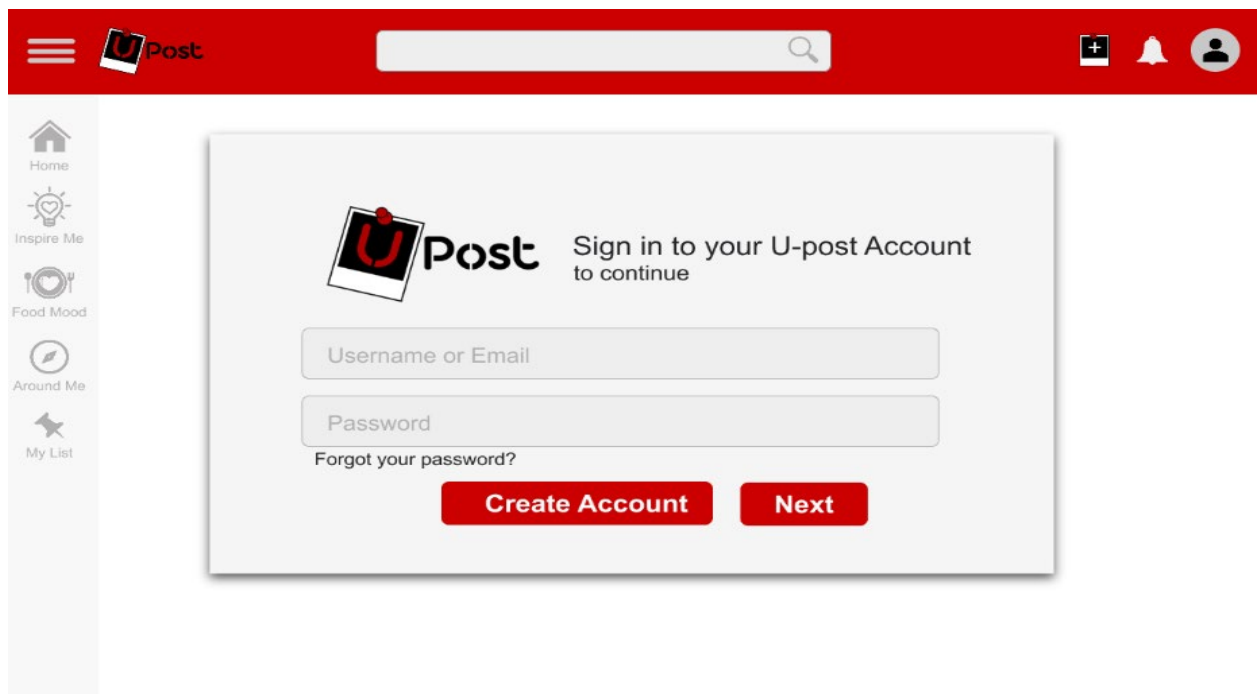 U Post
Home
Inspire Me
Food Mood
Around Me
My List
U Post
Sign in to your U-post Account
to continue
Username or Email
Password
Forgot your password?
Create Account
Next